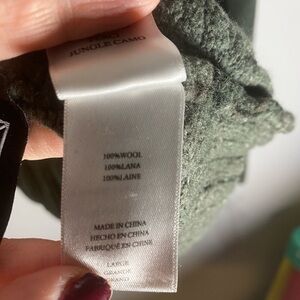 JUNGLE CAMO
100%WOOL
100%LANA
100%LAINE
MADE IN CHINA
HECHO EN CHINA
FABRIQUÉ EN CHINE
LARGE
GRANDE
GRAND